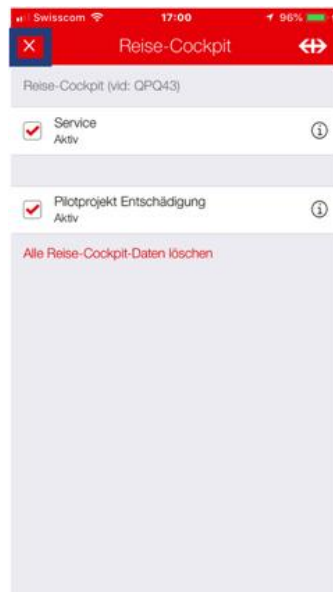 Swisscom 17:00 96%
Reise-Cockpit
Reise-Cockpit (vid: QPQ43)
Service
Aktiv
Pilotprojekt Entschädigung
Aktiv
Alle Reise-Cockpit-Daten löschen